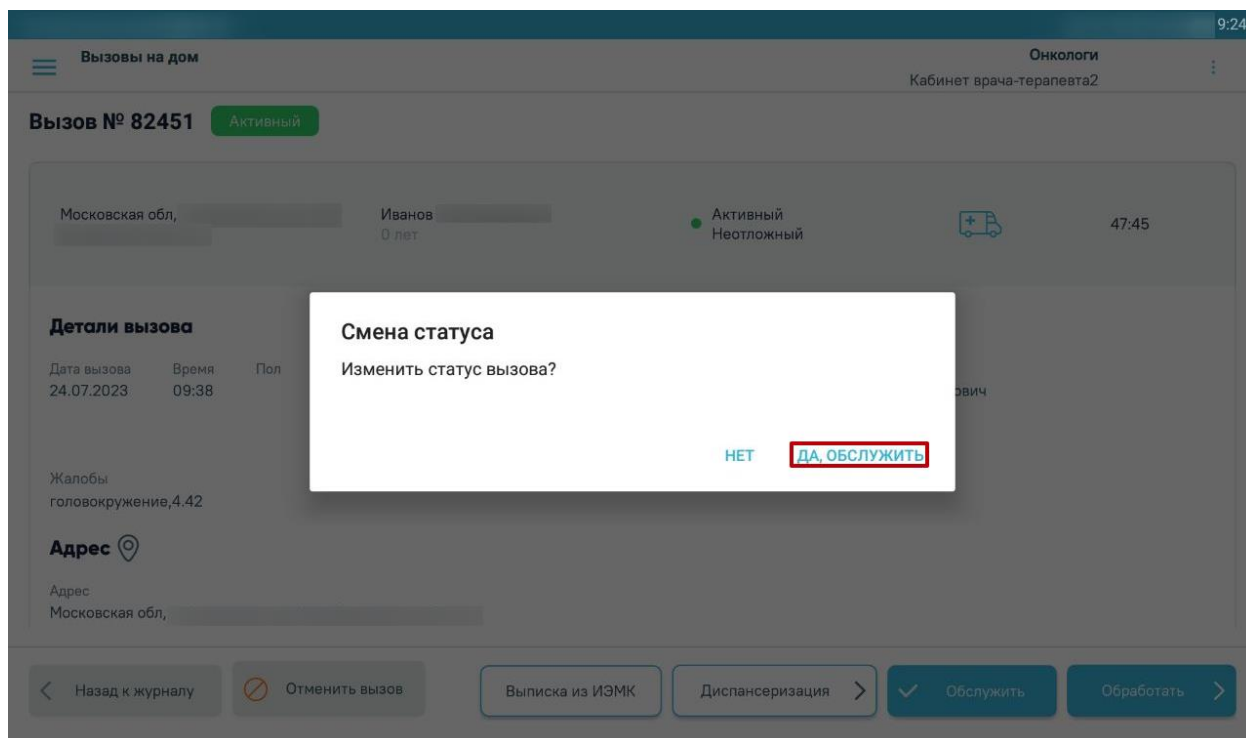 9:24
Вызовы на дом
Онкологи
Кабинет врача-терапевта2
Вызов № 82451 Активный
Московская обл, Иванов Активный 47:45
0 лет Неотложный
Детали вызова
Смена статуса
Изменить статус вызова?
Дата вызова Время Пол
24.07.2023 09:38
НЕТ ДА, ОБСЛУЖИТЬ
Жалобы
головокружение,4.42
Адрес
Адрес
Московская обл,
Назад к журналу Отменить вызов Выписка из ИЭМК Диспансеризация Обслужить Обработать